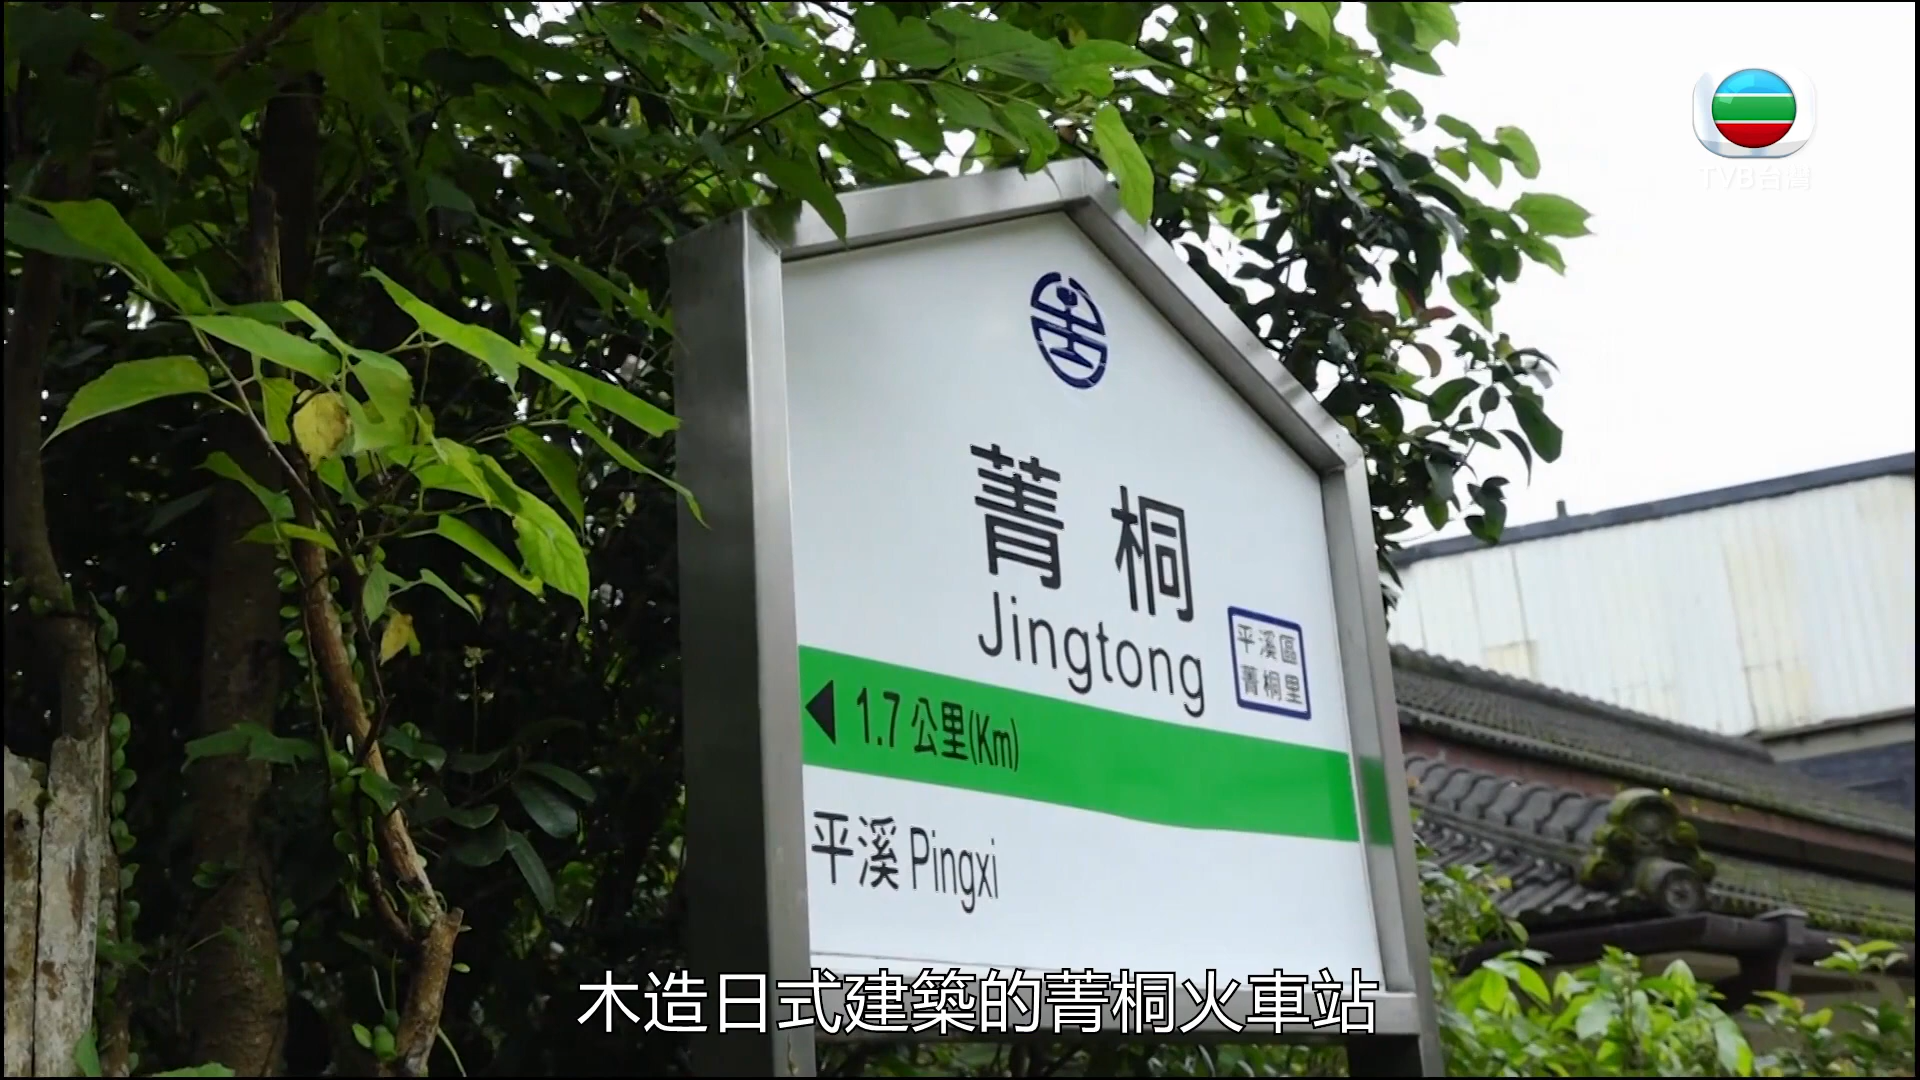 TVB台灣
菁桐
Jingtong
平溪區
菁桐里
1.7公里(Km)
平溪 Pingxi
木造日式建築的菁桐火車站